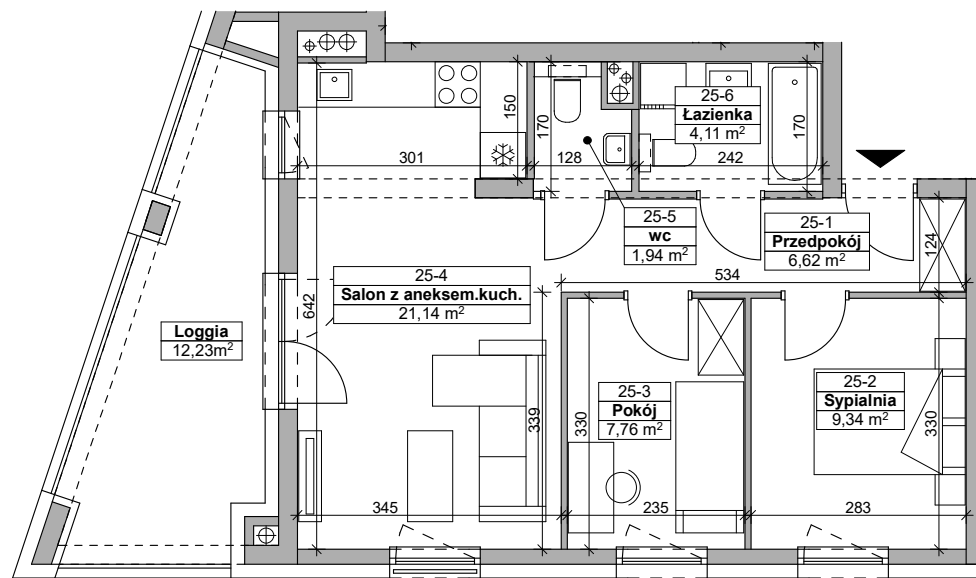 25-6
Łazienka
4,11 m²
150
170
170
301
128
242
25-5
wc
1,94 m²
25-1
Przedpokój
6,62 m²
124
534
25-4
Salon z aneksem.kuch.
21,14 m²
642
Loggia
12,23m²
25-3
Pokój
7,76 m²
25-2
Sypialnia
9,34 m²
339
330
330
345
235
283